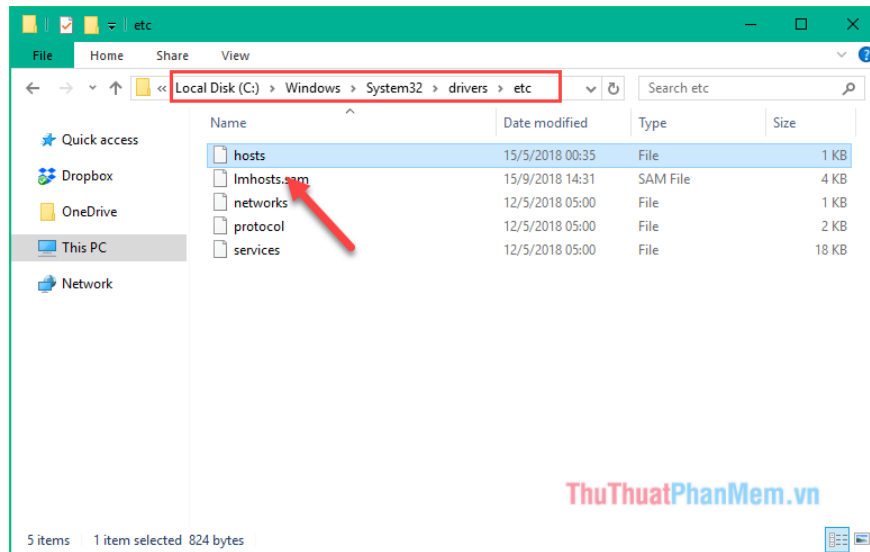 etc
File Home Share View
« Local Disk (C:) › Windows › System32 › drivers › etc Search etc
Name Date modified Type Size
Quick access
Dropbox
OneDrive
This PC
Network
hosts 15/5/2018 00:35 File 1 KB
lmhosts.sam 15/9/2018 14:31 SAM File 4 KB
networks 12/5/2018 05:00 File 1 KB
protocol 12/5/2018 05:00 File 2 KB
services 12/5/2018 05:00 File 18 KB
ThuThuatPhanMem.vn
5 items 1 item selected 824 bytes